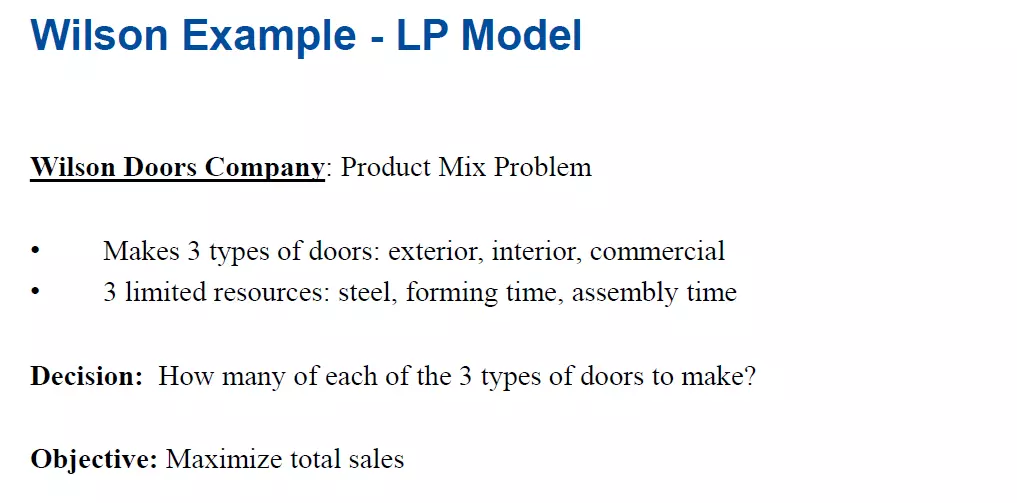 Wilson Example - LP Model
Wilson Doors Company: Product Mix Problem
• Makes 3 types of doors: exterior, interior, commercial
• 3 limited resources: steel, forming time, assembly time
Decision: How many of each of the 3 types of doors to make?
Objective: Maximize total sales